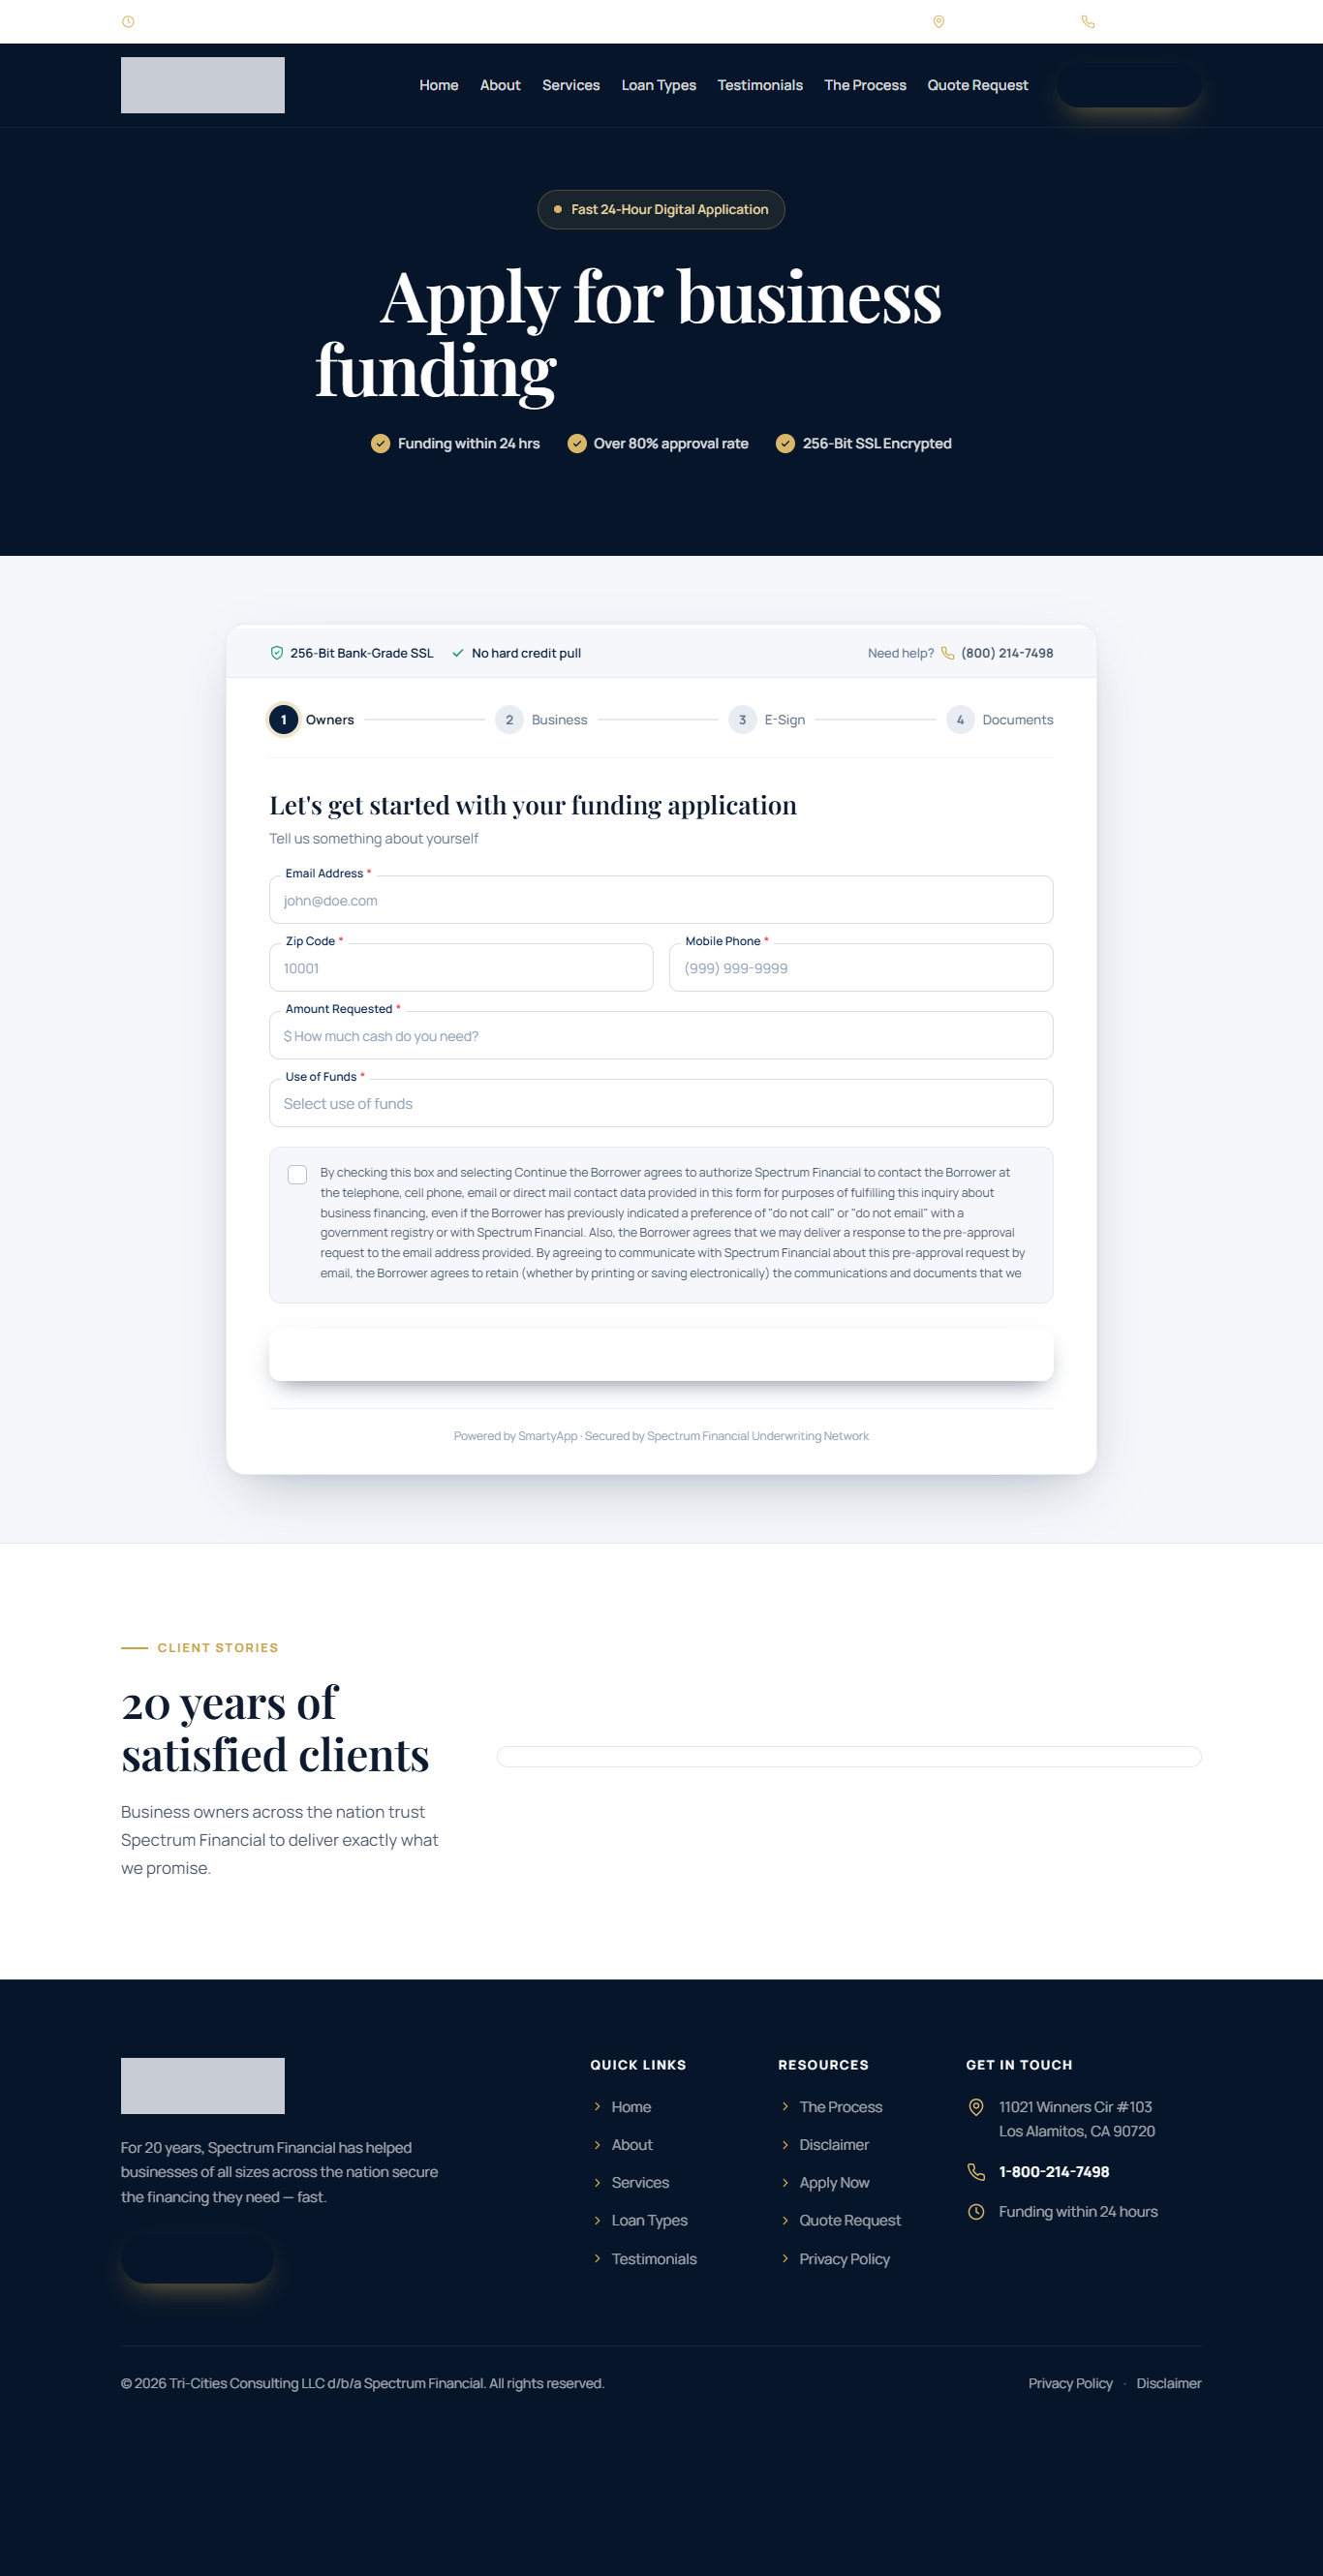 Home About Services Loan Types Testimonials The Process Quote Request
Fast 24-Hour Digital Application
Apply for business
funding
Funding within 24 hrs Over 80% approval rate 256-Bit SSL Encrypted
256-Bit Bank-Grade SSL No hard credit pull Need help? (800) 214-7498
1 Owners 2 Business 3 E-Sign 4 Documents
Let's get started with your funding application
Tell us something about yourself
Email Address *
john@doe.com
Zip Code * Mobile Phone *
10001 (999) 999-9999
Amount Requested *
$ How much cash do you need?
Use of Funds *
Select use of funds
By checking this box and selecting Continue the Borrower agrees to authorize Spectrum Financial to contact the Borrower at
the telephone, cell phone, email or direct mail contact data provided in this form for purposes of fulfilling this inquiry about
business financing, even if the Borrower has previously indicated a preference of "do not call" or "do not email" with a
government registry or with Spectrum Financial. Also, the Borrower agrees that we may deliver a response to the pre-approval
request to the email address provided. By agreeing to communicate with Spectrum Financial about this pre-approval request by
email, the Borrower agrees to retain (whether by printing or saving electronically) the communications and documents that we
Powered by SmartyApp · Secured by Spectrum Financial Underwriting Network
CLIENT STORIES
20 years of
satisfied clients
Business owners across the nation trust
Spectrum Financial to deliver exactly what
we promise.
For 20 years, Spectrum Financial has helped
businesses of all sizes across the nation secure
the financing they need — fast.
QUICK LINKS
Home
About
Services
Loan Types
Testimonials
RESOURCES
The Process
Disclaimer
Apply Now
Quote Request
Privacy Policy
GET IN TOUCH
11021 Winners Cir #103
Los Alamitos, CA 90720
1-800-214-7498
Funding within 24 hours
© 2026 Tri-Cities Consulting LLC d/b/a Spectrum Financial. All rights reserved.
Privacy Policy · Disclaimer